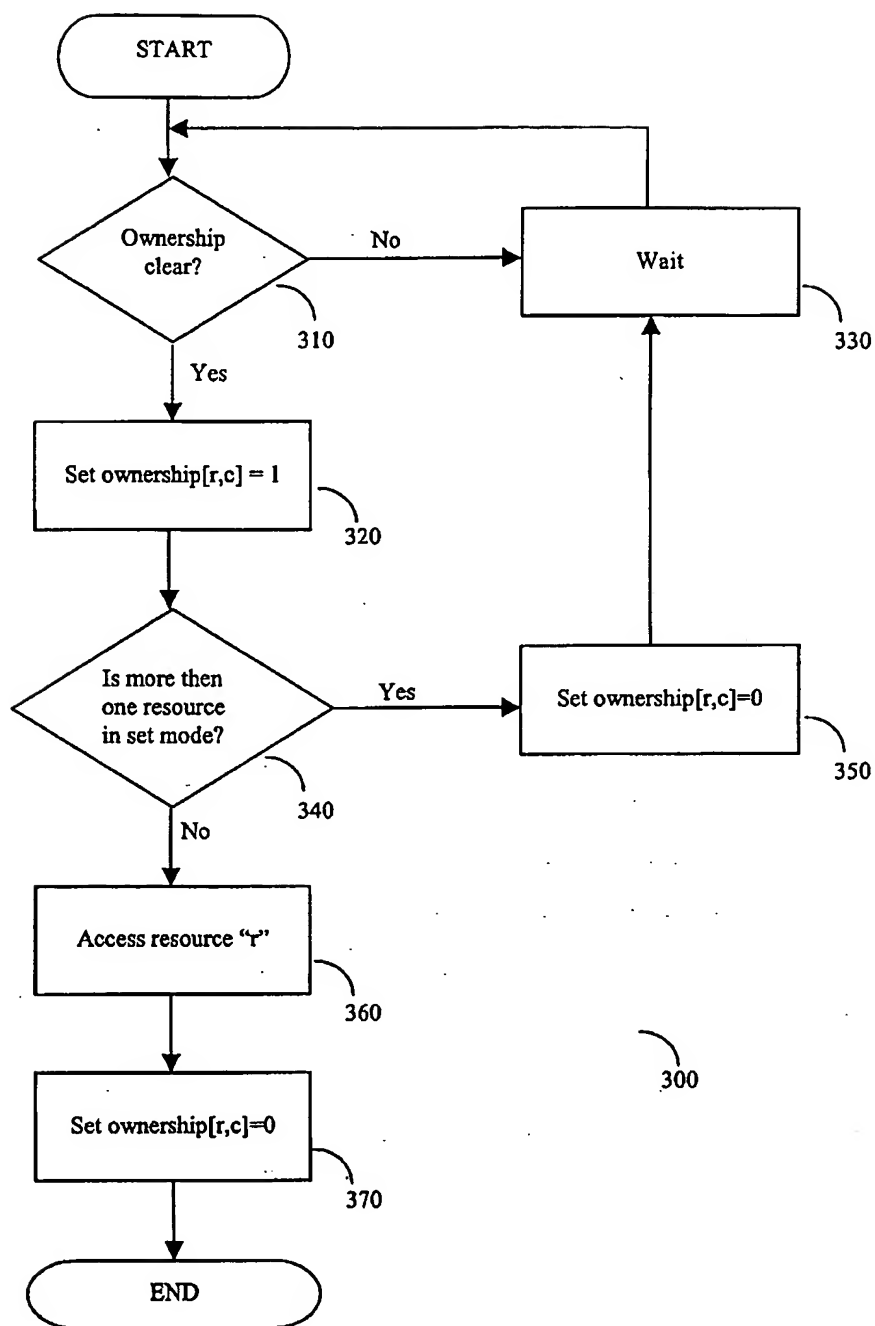 START
Ownership
clear?
No
Wait
310
330
Yes
Set ownership[r,c] = 1
320
Is more then
one resource
in set mode?
Yes
Set ownership[r,c]=0
340
350
No
Access resource “r”
360
300
Set ownership[r,c]=0
370
END